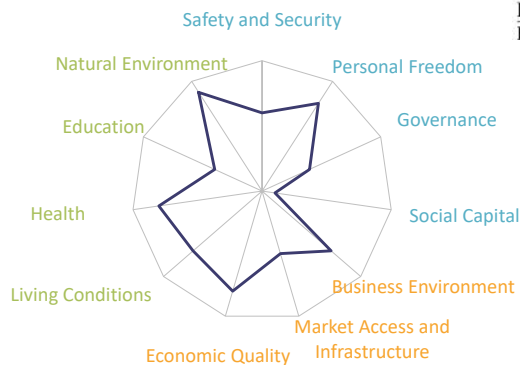 Safety and Security
Natural Environment
Personal Freedom
Education
Governance
Health
Social Capital
Living Conditions
Business Environment
Market Access and
Infrastructure
Economic Quality